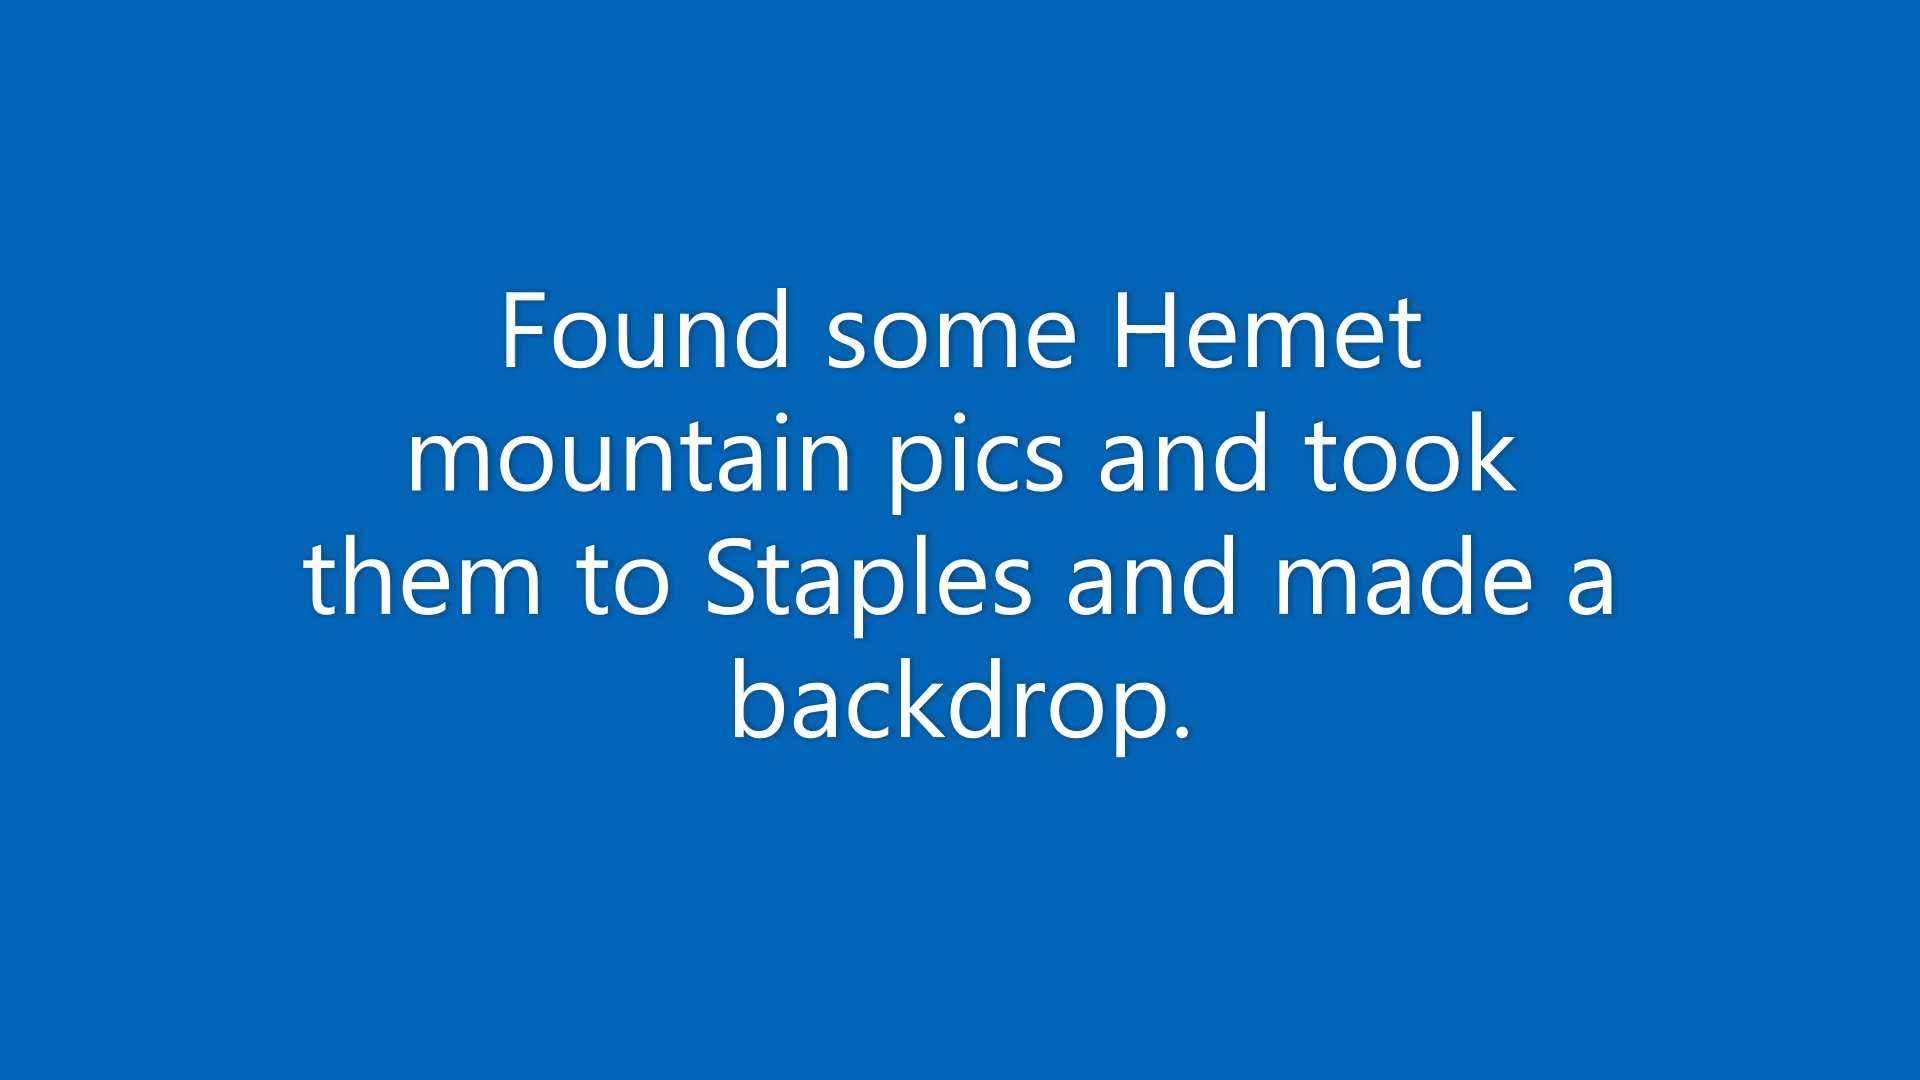 Found some Hemet
mountain pics and took
them to Staples and made a
backdrop.